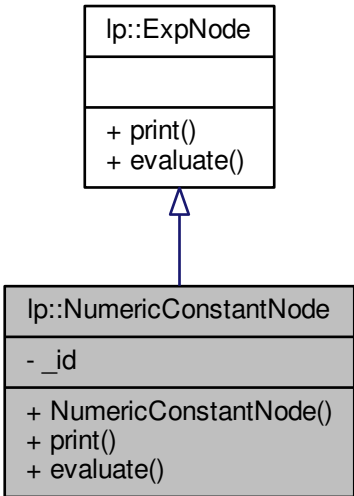 lp::ExpNode
+ print()
+ evaluate()
lp::NumericConstantNode
- _id
+ NumericConstantNode()
+ print()
+ evaluate()